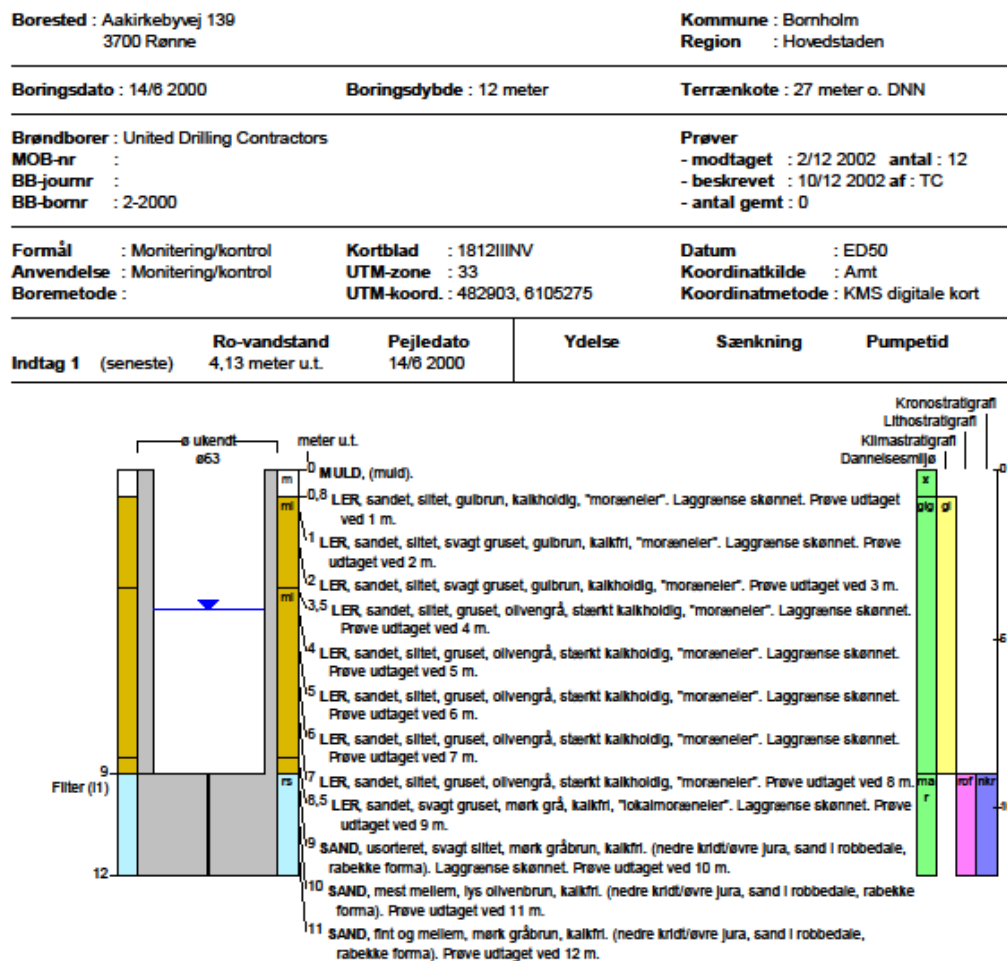 Borested : Aakirkebyvej 139
3700 Rønne
Kommune : Bornholm
Region : Hovedstaden
Boringsdato : 14/6 2000
Boringsdybde : 12 meter
Terrænkote : 27 meter o. DNN
Brøndborer : United Drilling Contractors
MOB-nr :
BB-journr :
BB-bornr : 2-2000
Prøver
- modtaget : 2/12 2002 antal : 12
- beskrevet : 10/12 2002 af : TC
- antal gemt : 0
Formål : Monitering/kontrol
Anvendelse : Monitering/kontrol
Boremetode :
Kortblad : 1812IIINV
UTM-zone : 33
UTM-koord. : 482903, 6105275
Datum : ED50
Koordinatkilde : Amt
Koordinatmetode : KMS digitale kort
Ro-vandstand Pejledato Ydelse Sænkning Pumpetid
Indtag 1 (seneste) 4,13 meter u.t. 14/6 2000
Kronostratigrafi
Lithostratigrafi
Klimastratigrafi
Dannelsesmiljø
ø ukendt
ø63
meter u.t.
0 MULD, (muld).
0,8 LER, sandet, siltet, gulbrun, kalkholdig, "moræneler". Laggrænse skønnet. Prøve udtaget
ved 1 m.
1 LER, sandet, siltet, svagt gruset, gulbrun, kalkfri, "moræneler". Laggrænse skønnet. Prøve
udtaget ved 2 m.
2 LER, sandet, siltet, svagt gruset, gulbrun, kalkholdig, "moræneler". Prøve udtaget ved 3 m.
3,5 LER, sandet, siltet, gruset, olivengrå, stærkt kalkholdig, "moræneler". Laggrænse skønnet.
Prøve udtaget ved 4 m.
4 LER, sandet, siltet, gruset, olivengrå, stærkt kalkholdig, "moræneler". Laggrænse skønnet.
Prøve udtaget ved 5 m.
5 LER, sandet, siltet, gruset, olivengrå, stærkt kalkholdig, "moræneler". Laggrænse skønnet.
Prøve udtaget ved 6 m.
6 LER, sandet, siltet, gruset, olivengrå, stærkt kalkholdig, "moræneler". Laggrænse skønnet.
Prøve udtaget ved 7 m.
7 LER, sandet, siltet, gruset, olivengrå, stærkt kalkholdig, "moræneler". Prøve udtaget ved 8 m.
8,5 LER, sandet, svagt gruset, mørk grå, kalkfri, "lokalmoræneler". Laggrænse skønnet. Prøve
udtaget ved 9 m.
9 SAND, usorteret, svagt siltet, mørk gråbrun, kalkfri. (nedre kridt/øvre jura, sand i robbedale,
rabekke forma). Laggrænse skønnet. Prøve udtaget ved 10 m.
10 SAND, mest mellem, lys olivenbrun, kalkfri. (nedre kridt/øvre jura, sand i robbedale, rabekke
forma). Prøve udtaget ved 11 m.
11 SAND, fint og mellem, mørk gråbrun, kalkfri. (nedre kridt/øvre jura, sand i robbedale,
rabekke forma). Prøve udtaget ved 12 m.
9
Filter (I1)
12
m
ml
ml
rs
x
glg gl
ma
r
rof nkr
0